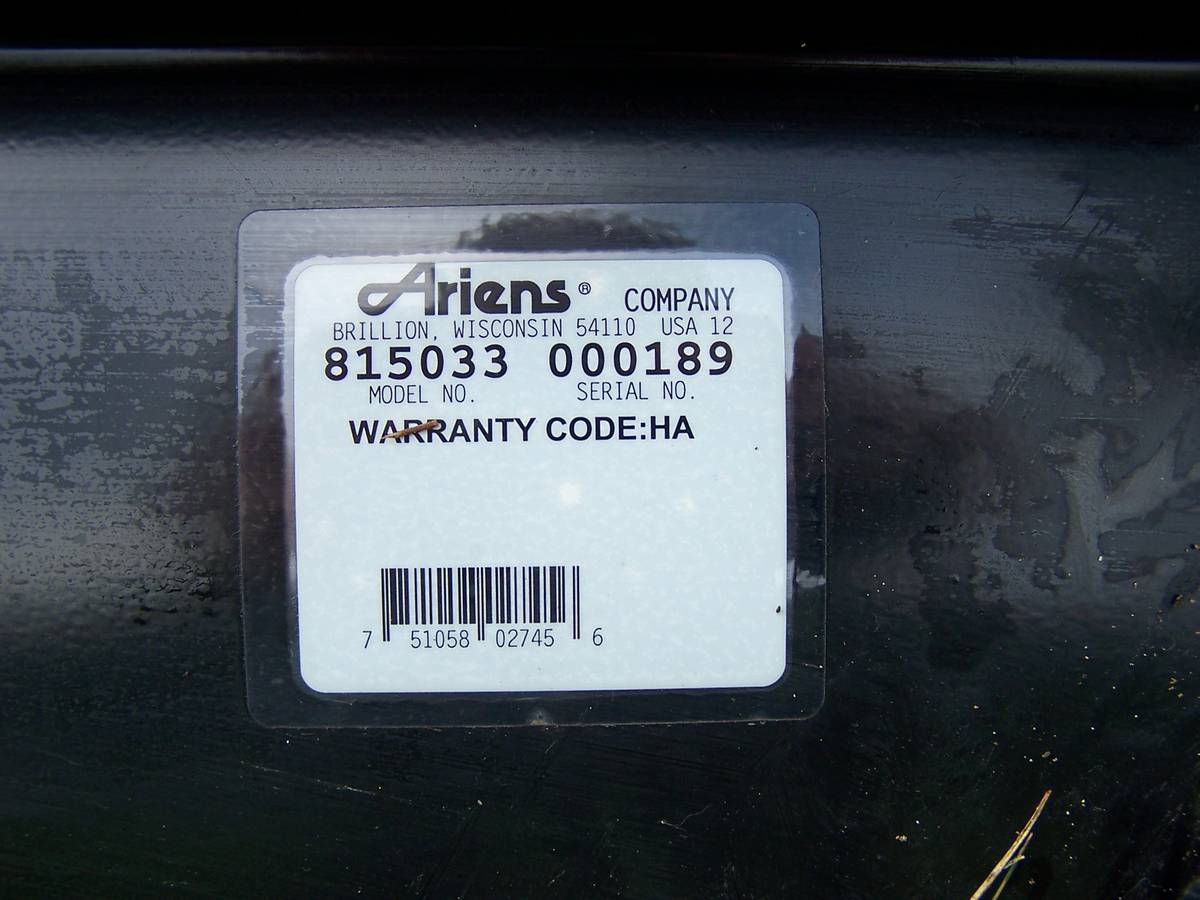 Ariens® COMPANY
BRILLION, WISCONSIN 54110 USA 12
815033 000189
MODEL NO. SERIAL NO.
WARRANTY CODE:HA
7 51058 02745 6